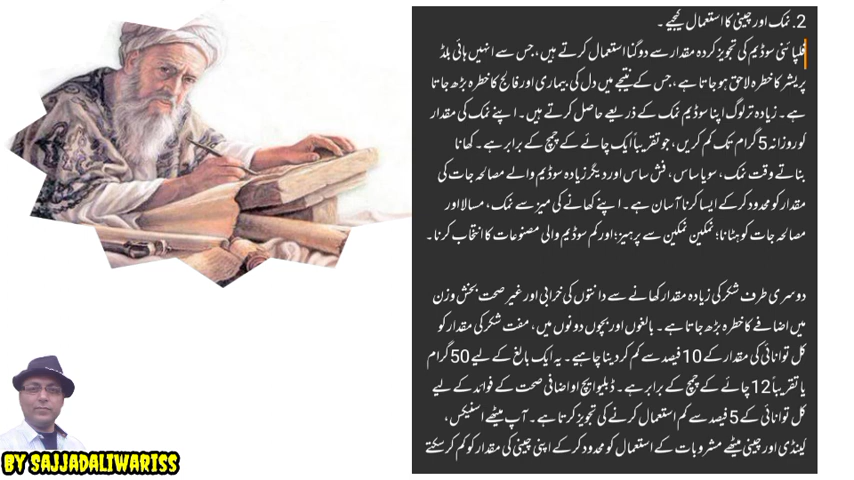 2. نمک اور چینی کا استعمال کیجیے ۔
فلپائنی سوڈیم کی تجویز کردہ مقدار سے دوگنا استعمال کرتے ہیں، جس سے انہیں ہائی بلڈ
پریشر کا خطرہ لاحق ہو جاتا ہے، جس کے نتیجے میں دل کی بیماری اور فالج کا خطرہ بڑھ جاتا
ہے۔ زیادہ تر لوگ اپنا سوڈیم نمک کے ذریعے حاصل کرتے ہیں۔ اپنے نمک کی مقدار
کو روزانہ 5 گرام تک کم کریں، جو تقریباً ایک چائے کے چمچ کے برابر ہے۔ کھانا
بناتے وقت نمک، سویا ساس، فش ساس اور دیگر زیادہ سوڈیم والے مصالحہ جات کی
مقدار کو محدود کرکے ایسا کرنا آسان ہے۔ اپنے کھانے کی میز سے نمک، مسالا اور
مصالحہ جات کو ہٹانا؛ نمکین نمکین سے پرہیز؛ اور کم سوڈیم والی مصنوعات کا انتخاب کرنا۔
دوسری طرف شکر کی زیادہ مقدار کھانے سے دانتوں کی خرابی اور غیر صحت بخش وزن
میں اضافے کا خطرہ بڑھ جاتا ہے۔ بالغوں اور بچوں دونوں میں، مفت شکر کی مقدار کو
کل توانائی کی مقدار کے 10 فیصد سے کم کر دینا چاہیے۔ یہ ایک بالغ کے لیے 50 گرام
یا تقریباً 12 چائے کے چمچ کے برابر ہے۔ ڈبلیو ایچ او اضافی صحت کے فوائد کے لیے
کل توانائی کے 5 فیصد سے کم استعمال کرنے کی تجویز کرتا ہے۔ آپ میٹھے اسنیکس،
کینڈی اور چینی میٹھے مشروبات کے استعمال کو محدود کرکے اپنی چینی کی مقدار کو کم کر سکتے
BY SAJJADALIWARISS